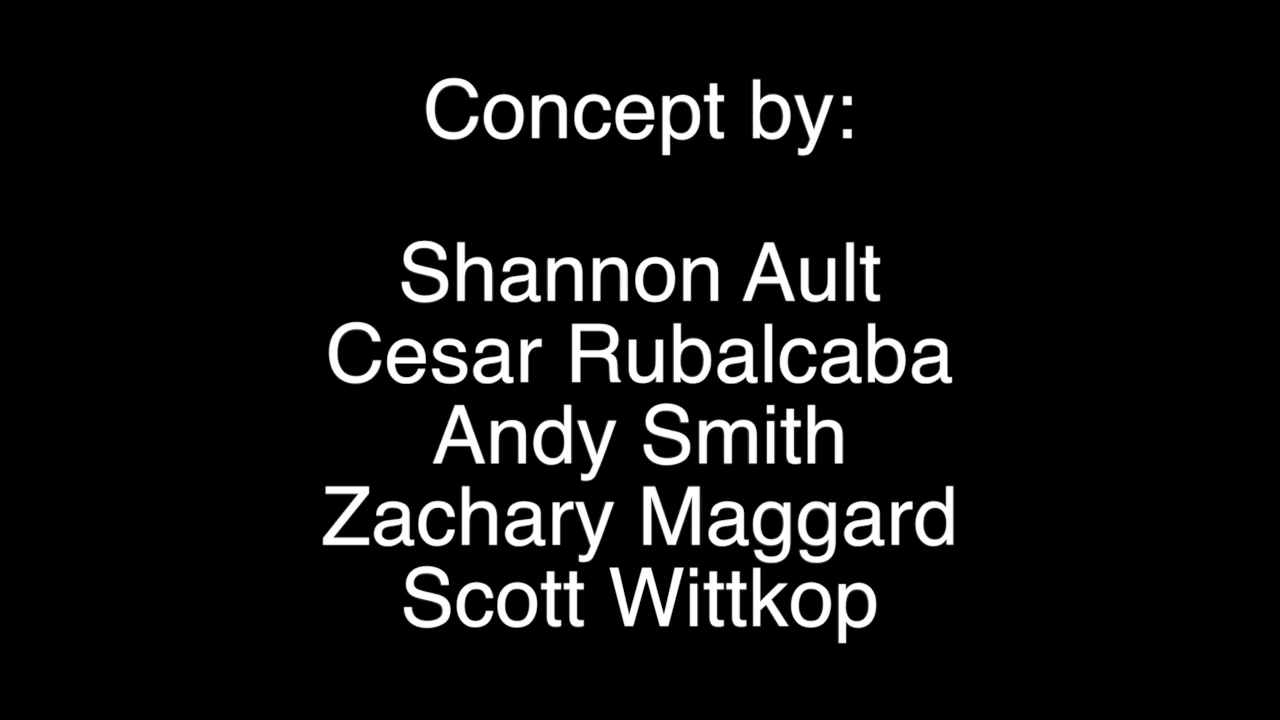 Concept by:
Shannon Ault
Cesar Rubalcaba
Andy Smith
Zachary Maggard
Scott Wittkop